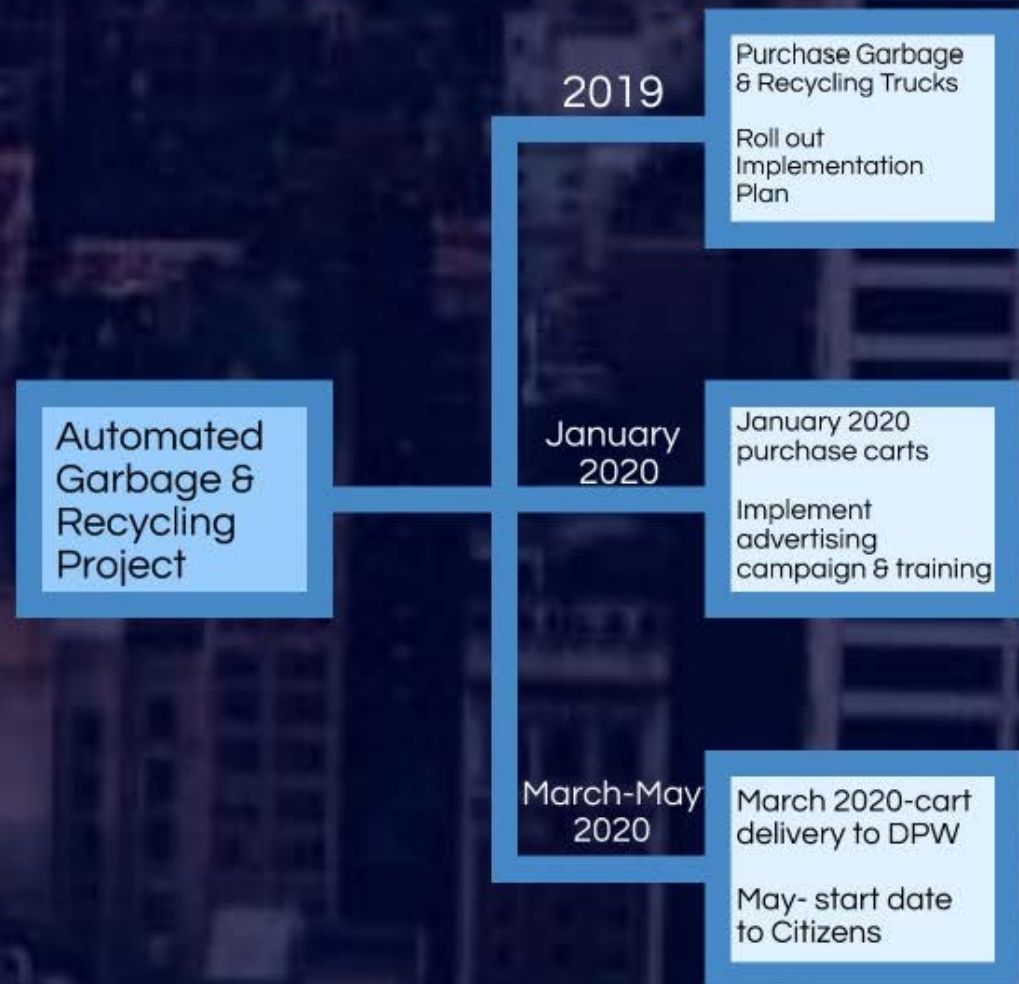 Automated
Garbage &
Recycling
Project
2019
Purchase Garbage
& Recycling Trucks
Roll out
Implementation
Plan
January
2020
January 2020
purchase carts
Implement
advertising
campaign & training
March-May
2020
March 2020-cart
delivery to DPW
May- start date
to Citizens